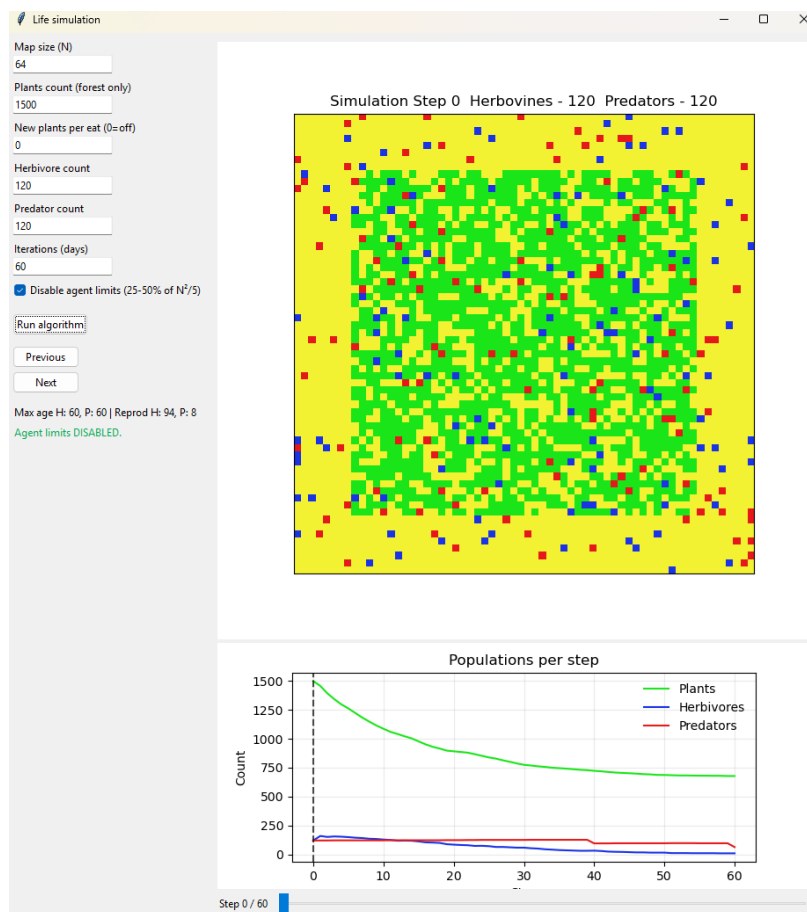 Life simulation
Map size (N)
64
Plants count (forest only)
1500
New plants per eat (0=off)
0
Herbivore count
120
Predator count
120
Iterations (days)
60
Disable agent limits (25-50% of N²/5)
Run algorithm
Previous
Next
Max age H: 60, P: 60 | Reprod H: 94, P: 8
Agent limits DISABLED.
Simulation Step 0 Herbovines - 120 Predators - 120
Populations per step
Count
1500
1250
1000
750
500
250
0
Plants
Herbivores
Predators
0 10 20 30 40 50 60
Step 0 / 60